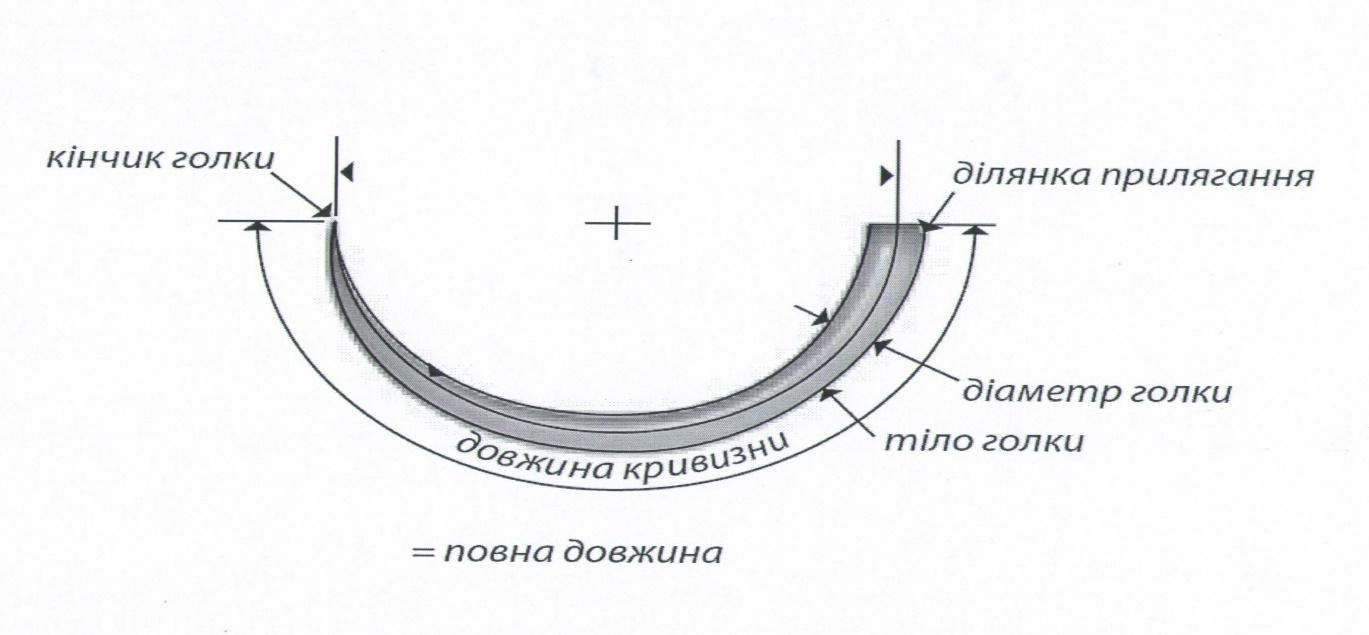 кінчик голки
ділянка прилягання
діаметр голки
тіло голки
довжина кривизни
= повна довжина